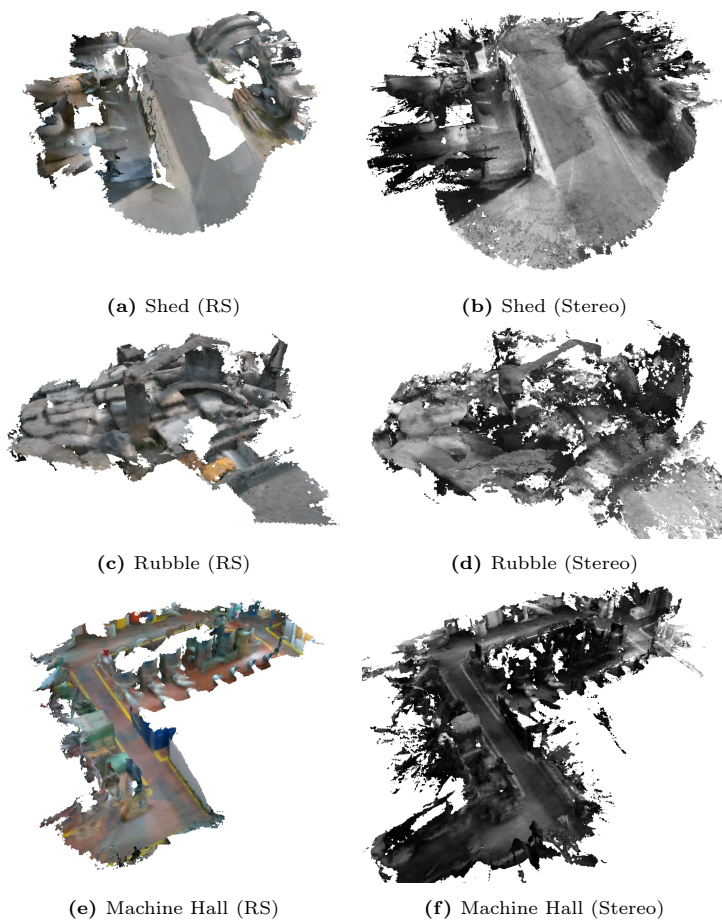 (a) Shed (RS)
(b) Shed (Stereo)
(c) Rubble (RS)
(d) Rubble (Stereo)
(e) Machine Hall (RS)
(f) Machine Hall (Stereo)